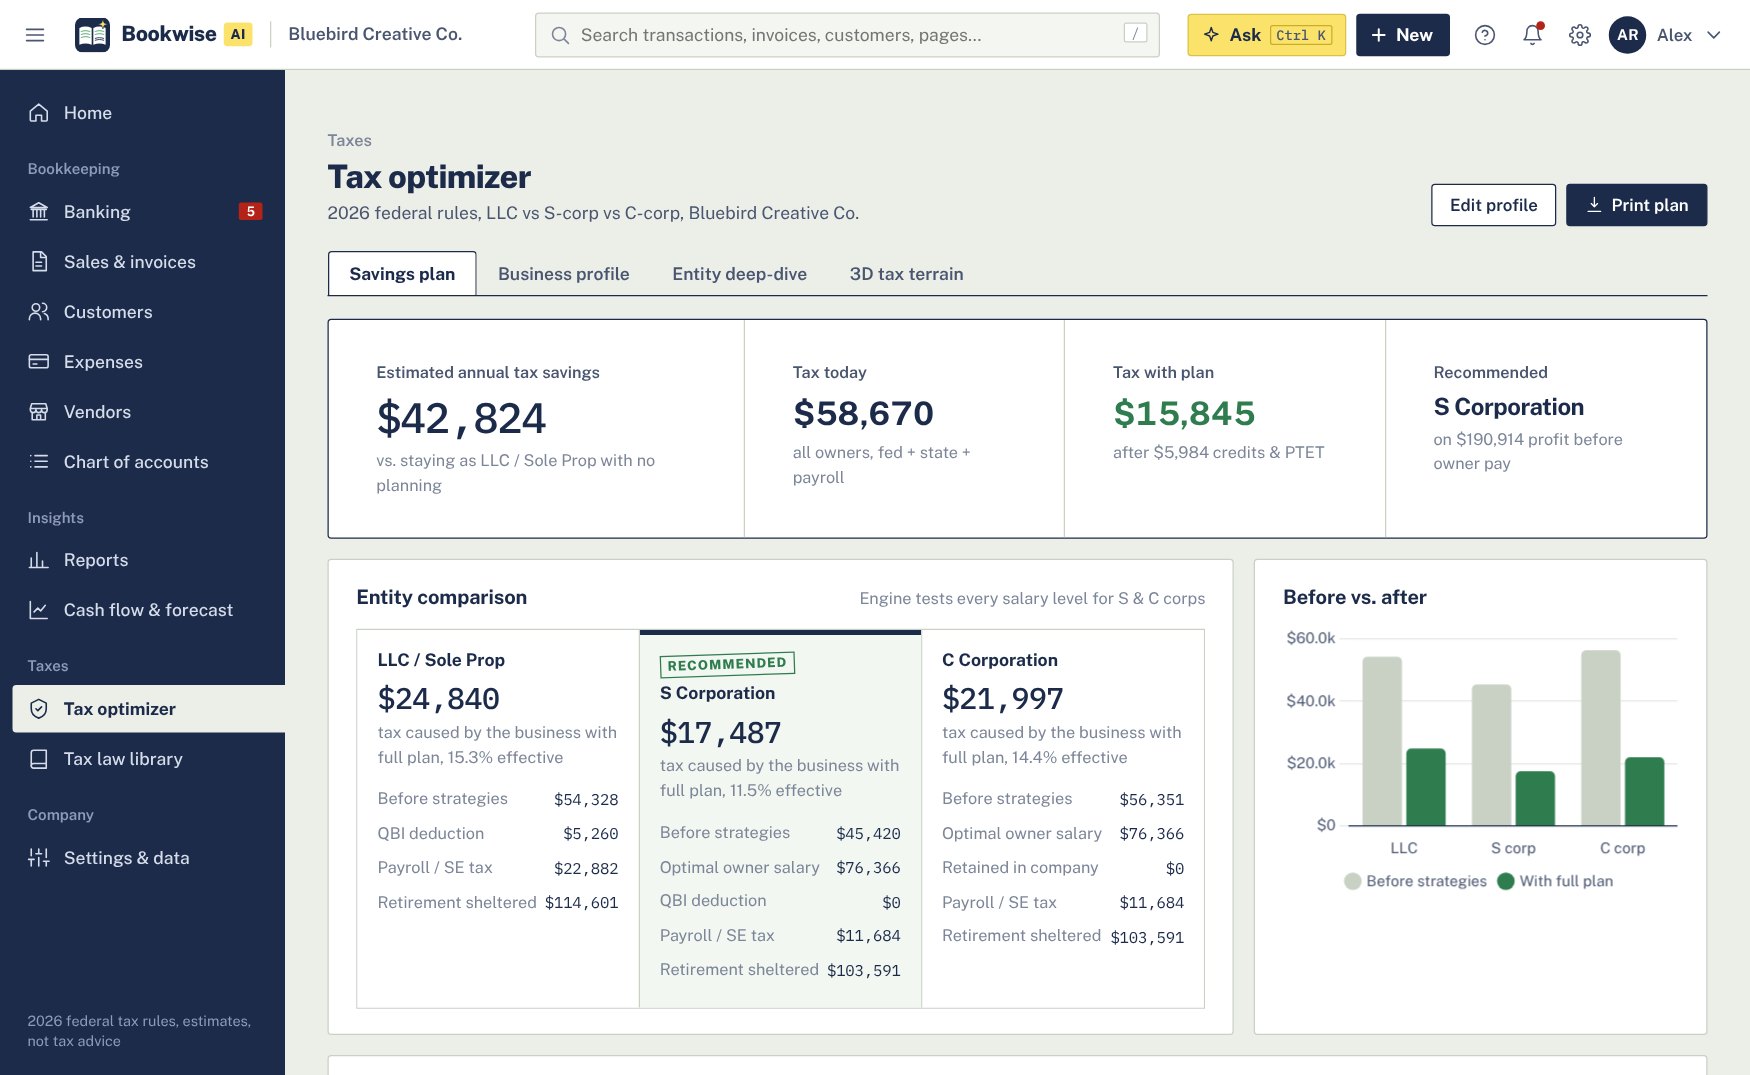 Bookwise AI
Bluebird Creative Co.
Search transactions, invoices, customers, pages...
/
Ask Ctrl K
+ New
AR
Alex
Home
Bookkeeping
Banking
5
Sales & invoices
Customers
Expenses
Vendors
Chart of accounts
Insights
Reports
Cash flow & forecast
Taxes
Tax optimizer
Tax law library
Company
Settings & data
2026 federal tax rules, estimates,
not tax advice
Taxes
Tax optimizer
2026 federal rules, LLC vs S-corp vs C-corp, Bluebird Creative Co.
Edit profile
Print plan
Savings plan
Business profile
Entity deep-dive
3D tax terrain
Estimated annual tax savings
$42,824
vs. staying as LLC / Sole Prop with no
planning
Tax today
$58,670
all owners, fed + state +
payroll
Tax with plan
$15,845
after $5,984 credits & PTET
Recommended
S Corporation
on $190,914 profit before
owner pay
Entity comparison
Engine tests every salary level for S & C corps
LLC / Sole Prop
$24,840
tax caused by the business with
full plan, 15.3% effective
Before strategies $54,328
QBI deduction $5,260
Payroll / SE tax $22,882
Retirement sheltered $114,601
RECOMMENDED
S Corporation
$17,487
tax caused by the business with
full plan, 11.5% effective
Before strategies $45,420
Optimal owner salary $76,366
QBI deduction $0
Payroll / SE tax $11,684
Retirement sheltered $103,591
C Corporation
$21,997
tax caused by the business with
full plan, 14.4% effective
Before strategies $56,351
Optimal owner salary $76,366
Retained in company $0
Payroll / SE tax $11,684
Retirement sheltered $103,591
Before vs. after
$60.0k
$40.0k
$20.0k
$0
LLC
S corp
C corp
Before strategies
With full plan